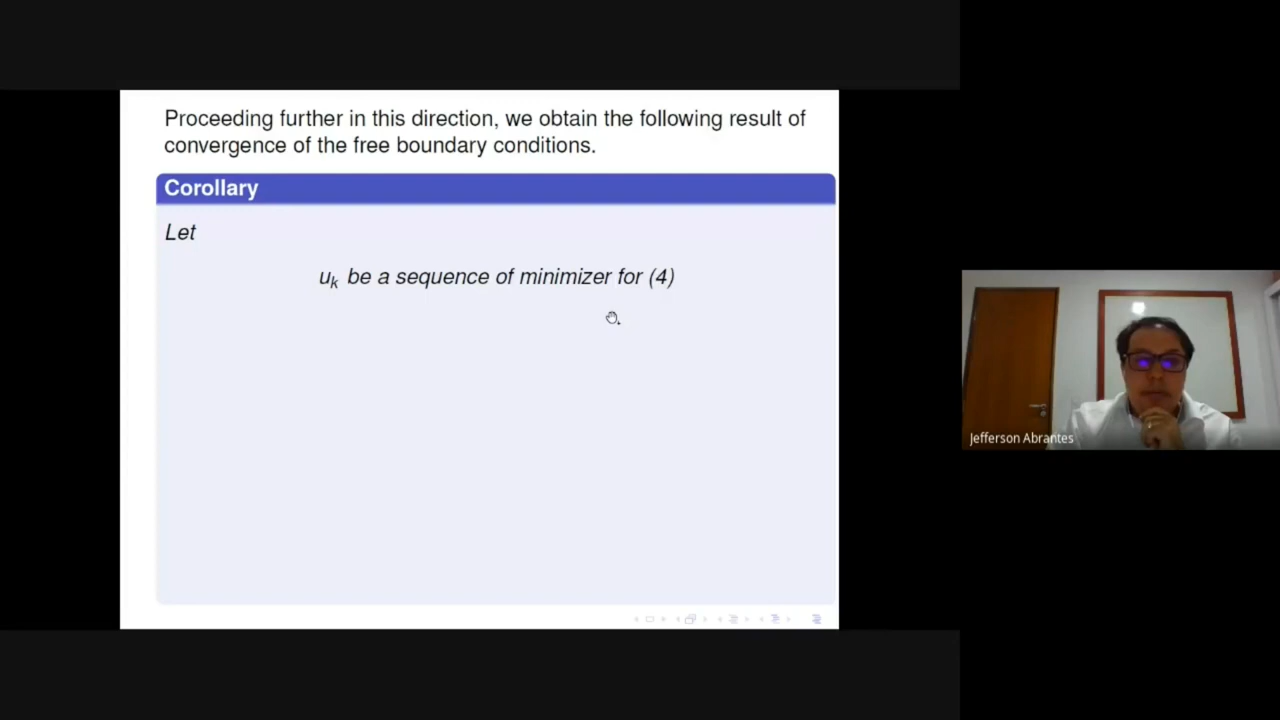 Proceeding further in this direction, we obtain the following result of
convergence of the free boundary conditions.
Corollary
Let
uk be a sequence of minimizer for (4)
Jefferson Abrantes